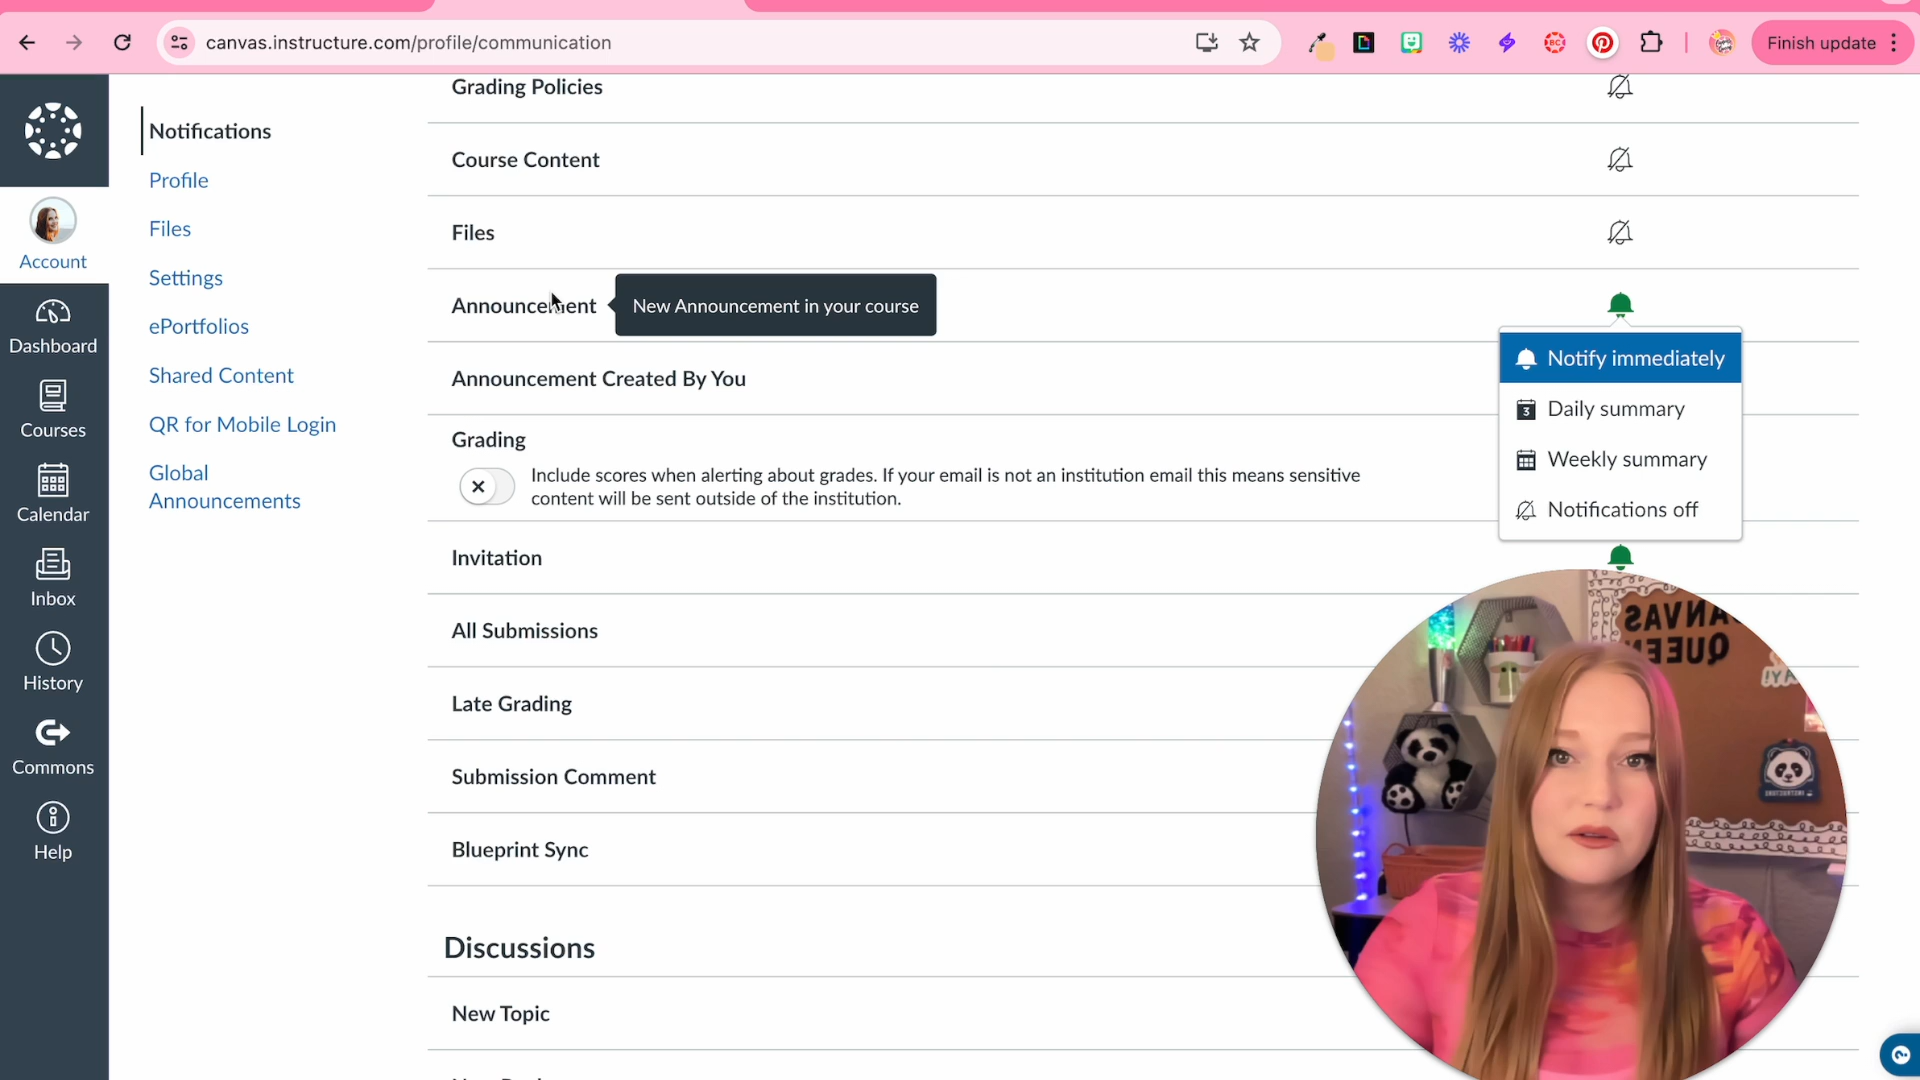 canvas.instructure.com/profile/communication
Finish update
Grading Policies
Notifications
Course Content
Profile
Files
Files
Account
Settings
Announcement
New Announcement in your course
ePortfolios
Dashboard
Notify immediately
Shared Content
Announcement Created By You
3 Daily summary
QR for Mobile Login
Courses
Grading
Weekly summary
Global
Announcements
Include scores when alerting about grades. If your email is not an institution email this means sensitive
content will be sent outside of the institution.
Calendar
Notifications off
Invitation
Inbox
CANVAS
QUEEN
All Submissions
YAY!
History
Late Grading
Commons
Submission Comment
Help
Blueprint Sync
Discussions
New Topic